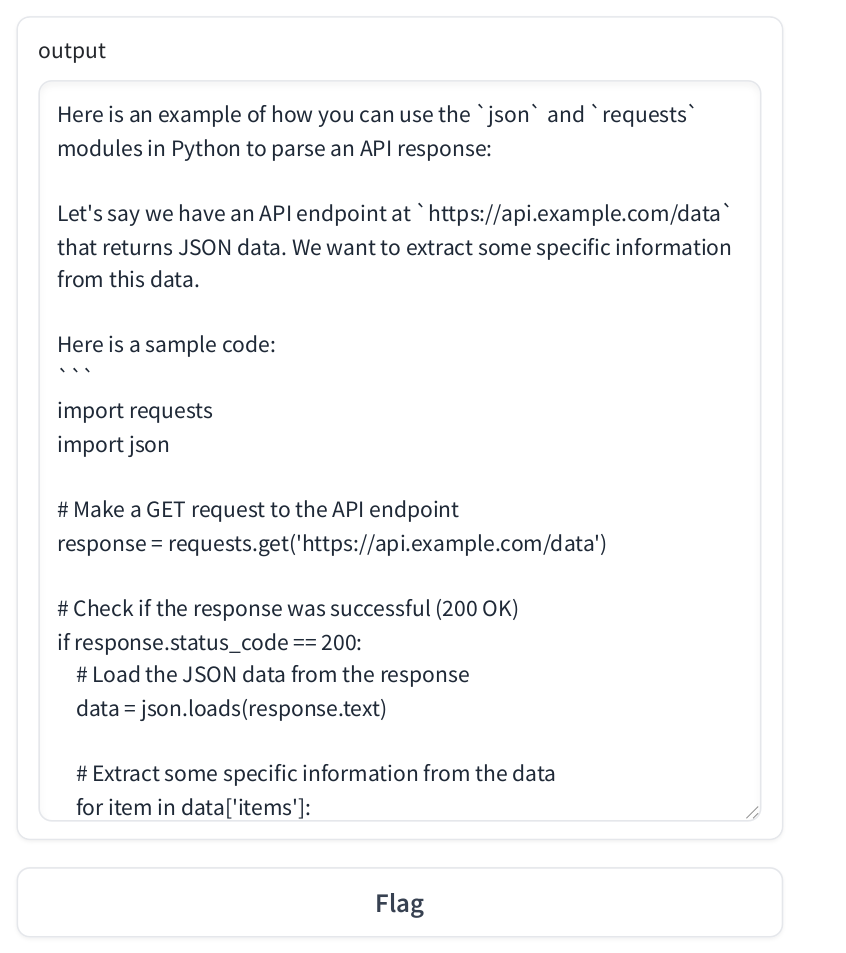 output
Here is an example of how you can use the `json` and `requests`
modules in Python to parse an API response:
Let's say we have an API endpoint at `https://api.example.com/data`
that returns JSON data. We want to extract some specific information
from this data.
Here is a sample code:
```
import requests
import json
# Make a GET request to the API endpoint
response = requests.get('https://api.example.com/data')
# Check if the response was successful (200 OK)
if response.status_code == 200:
    # Load the JSON data from the response
    data = json.loads(response.text)
    # Extract some specific information from the data
    for item in data['items']:
Flag